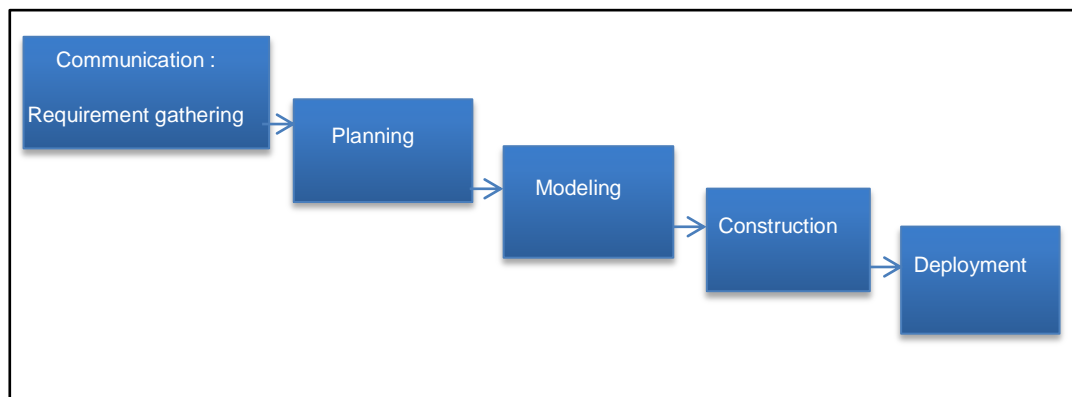 Communication :
Requirement gathering
Planning
Modeling
Construction
Deployment